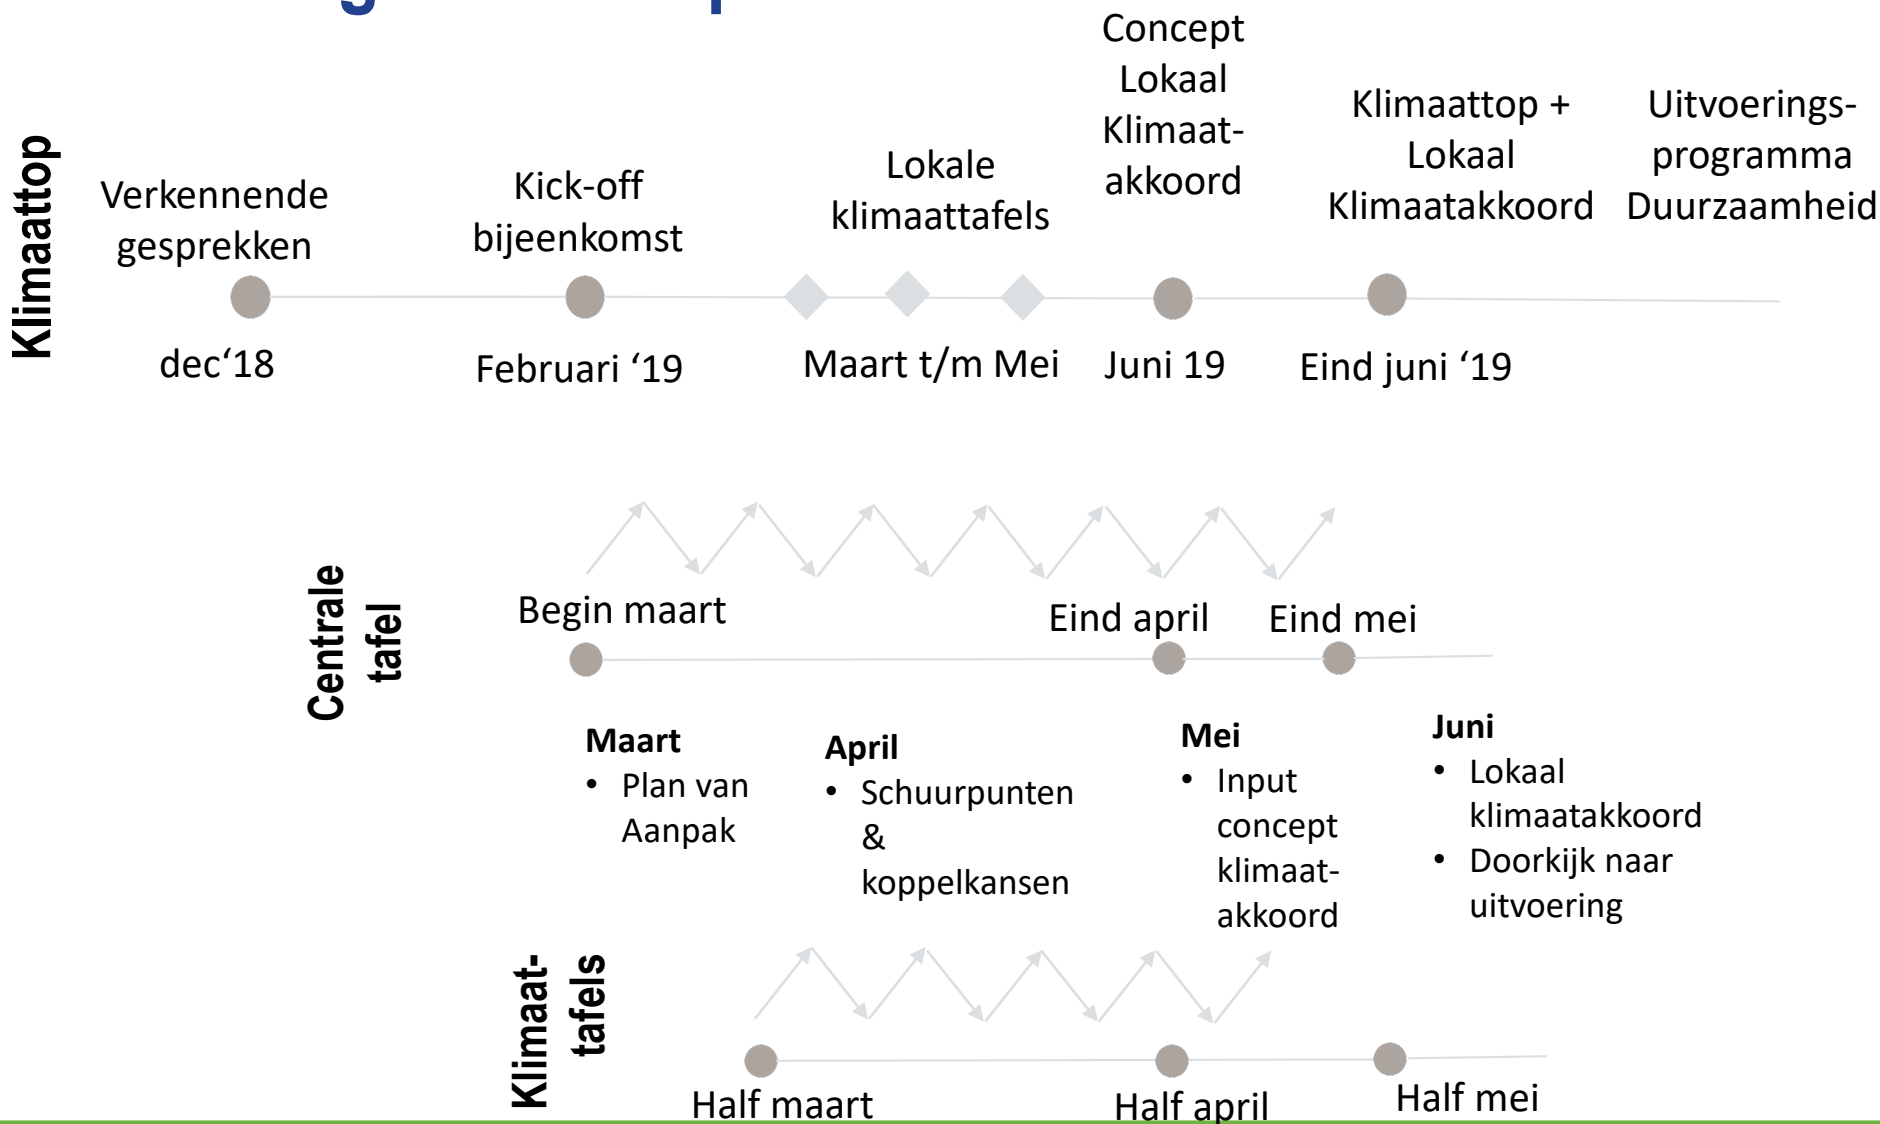 Klimaattop
Verkennende
gesprekken
Kick-off
bijeenkomst
Lokale
klimaattafels
Concept
Lokaal
Klimaat-
akkoord
Klimaattop +
Lokaal
Klimaatakkoord
Uitvoerings-
programma
Duurzaamheid
dec‘18
Februari ‘19
Maart t/m Mei
Juni 19
Eind juni ‘19
Centrale
tafel
Begin maart
Eind april
Eind mei
Maart
• Plan van
Aanpak
April
• Schuurpunten
&
koppelkansen
Mei
• Input
concept
klimaat-
akkoord
Juni
• Lokaal
klimaatakkoord
• Doorkijk naar
uitvoering
Klimaat-
tafels
Half maart
Half april
Half mei